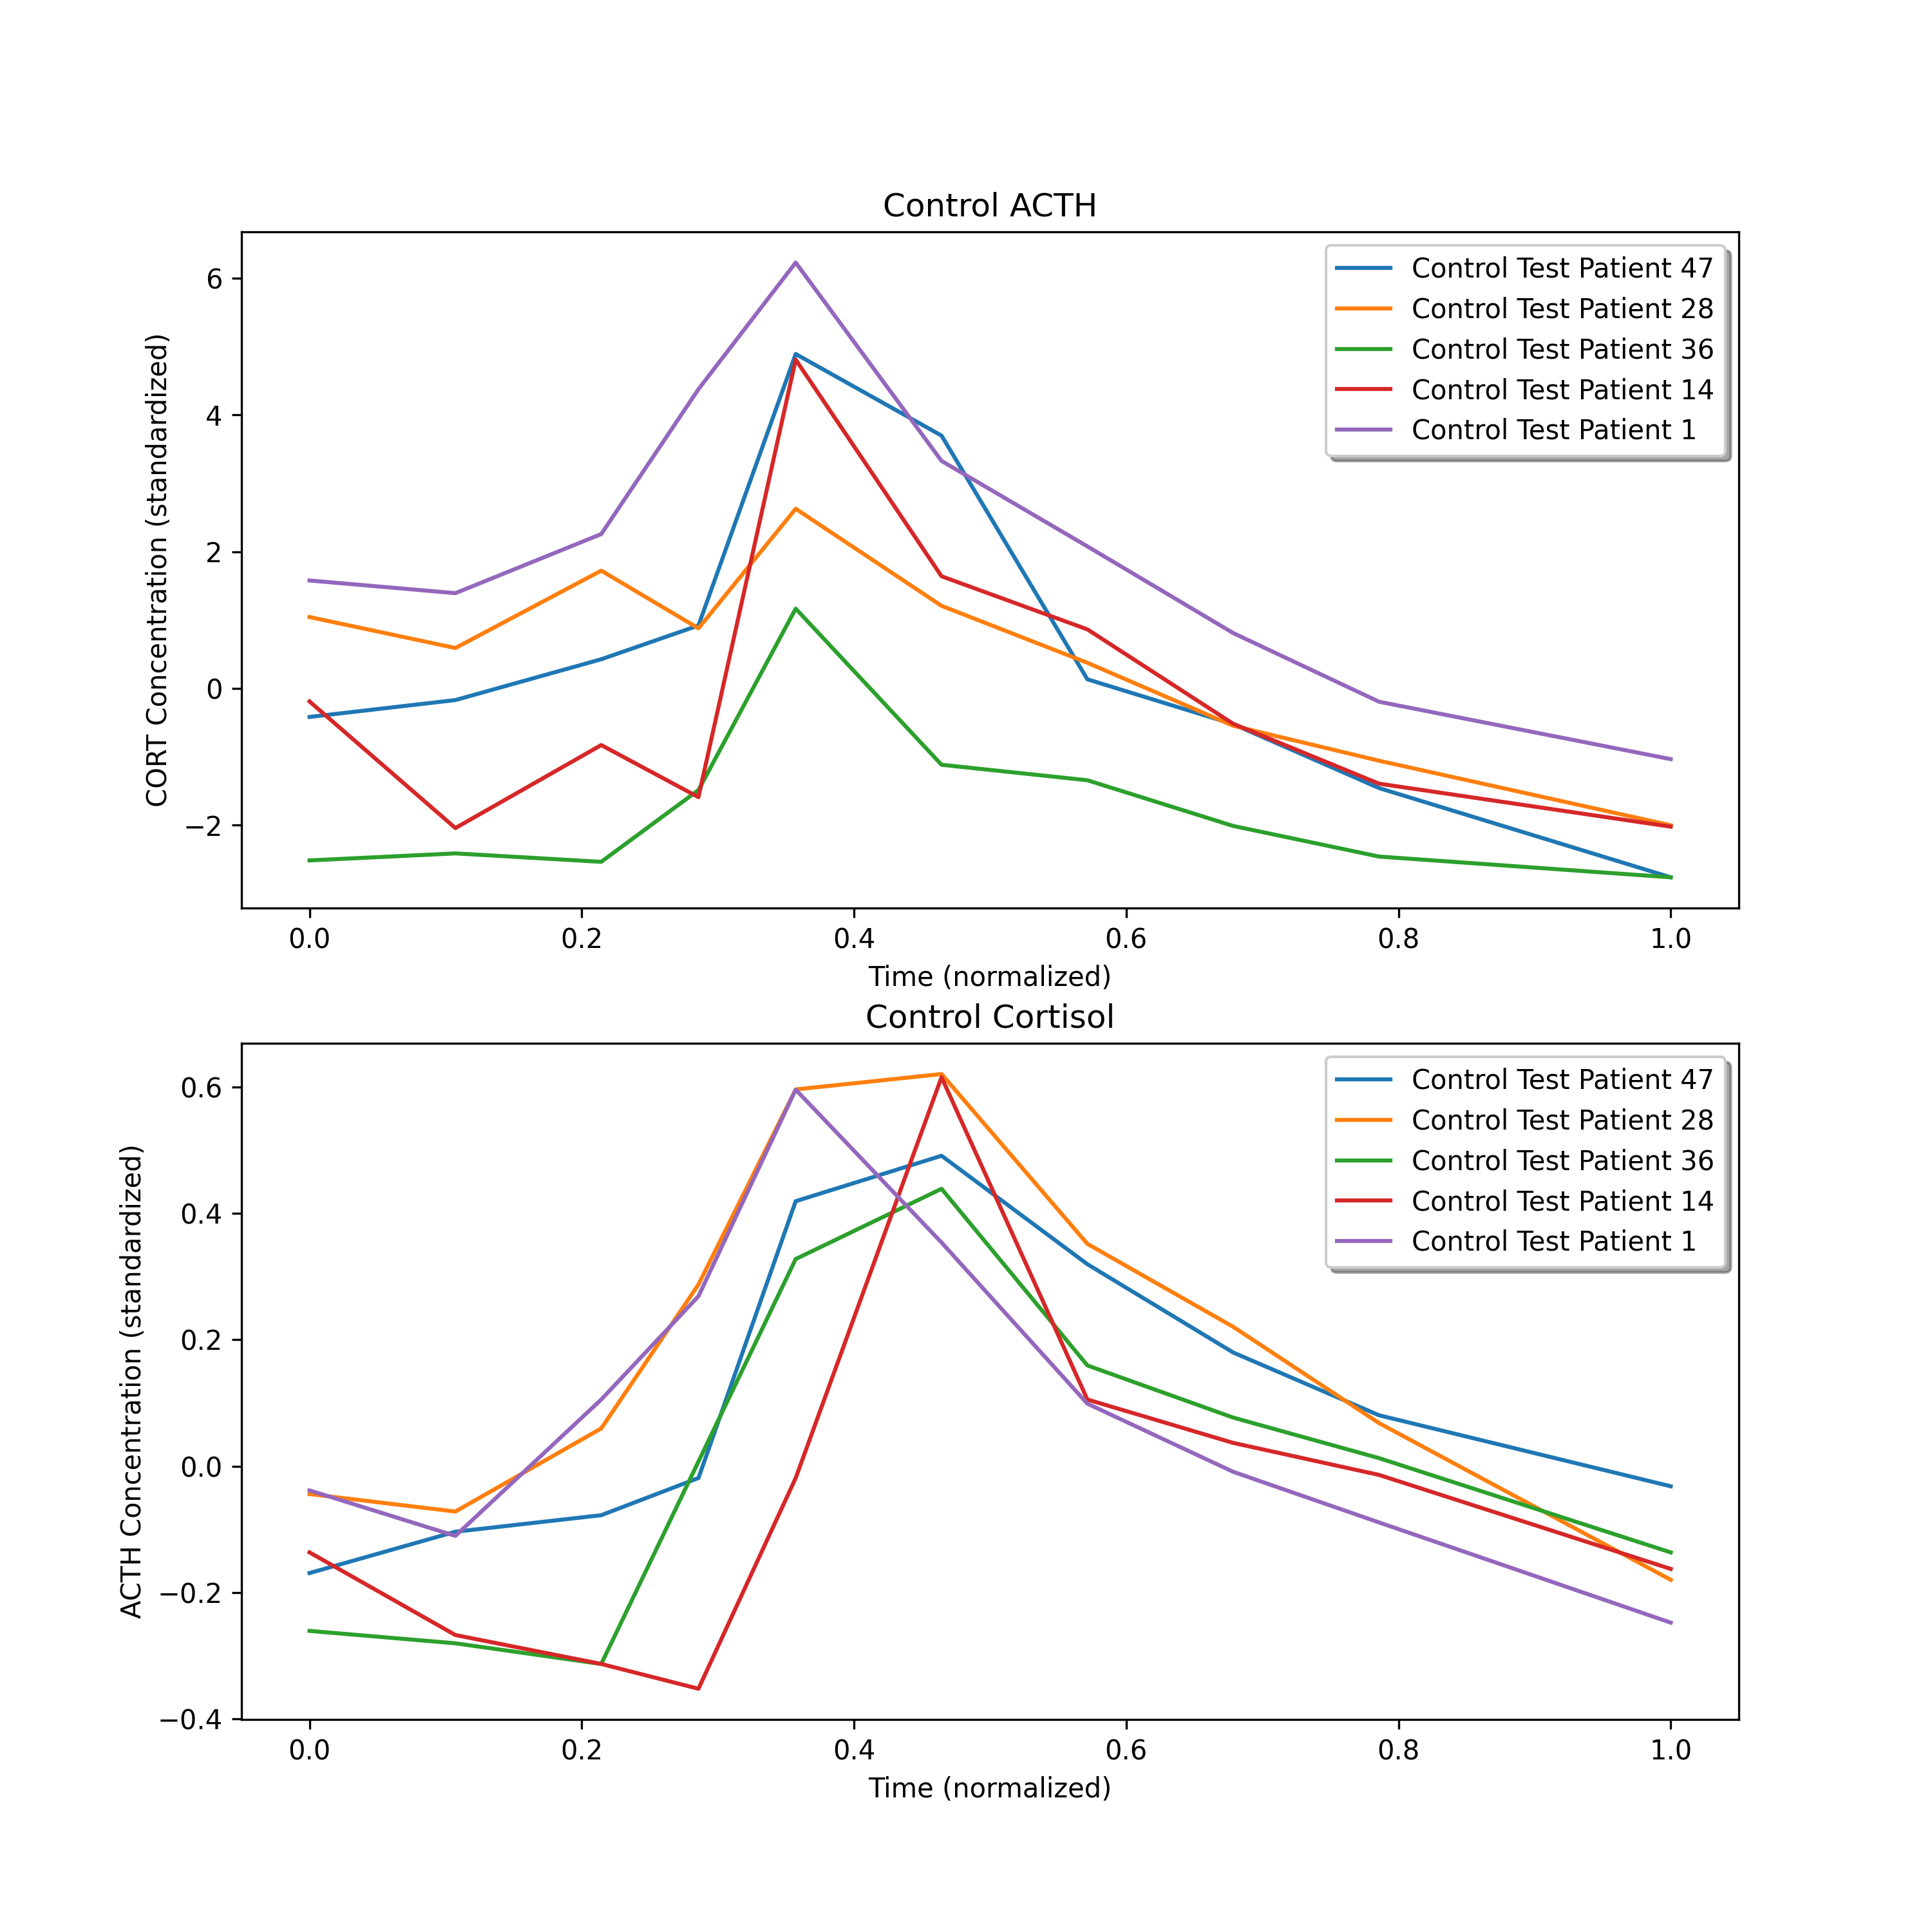 Control ACTH
CORT Concentration (standardized)
6
4
2
0
−2
Control Test Patient 47
Control Test Patient 28
Control Test Patient 36
Control Test Patient 14
Control Test Patient 1
0.0 0.2 0.4 0.6 0.8 1.0
Time (normalized)
Control Cortisol
ACTH Concentration (standardized)
0.6
0.4
0.2
0.0
−0.2
−0.4
Control Test Patient 47
Control Test Patient 28
Control Test Patient 36
Control Test Patient 14
Control Test Patient 1
0.0 0.2 0.4 0.6 0.8 1.0
Time (normalized)